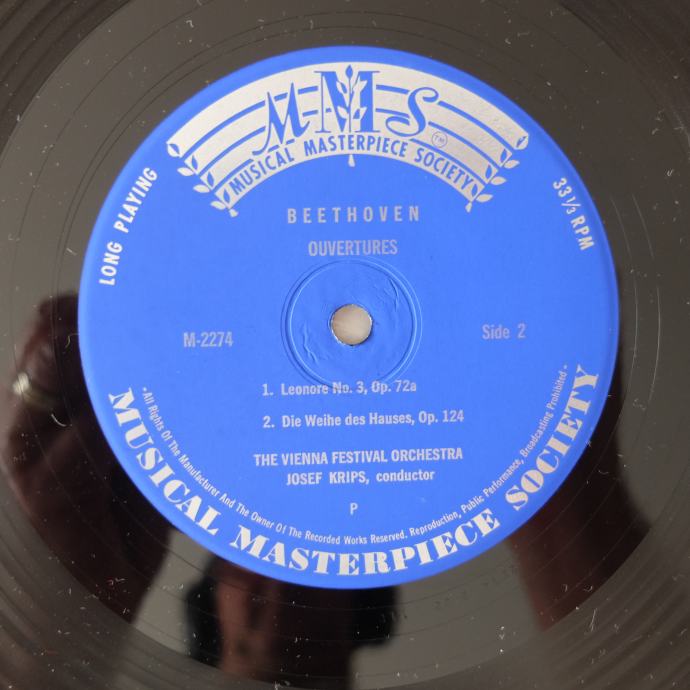 MMS
TM
MUSICAL MASTERPIECE SOCIETY
LONG PLAYING
33 1/3 RPM
BEETHOVEN
OUVERTURES
M-2274
Side 2
1. Leonore No. 3, Op. 72a
2. Die Weihe des Hauses, Op. 124
THE VIENNA FESTIVAL ORCHESTRA
JOSEF KRIPS, conductor
P
•All Rights Of The Manufacturer And The Owner Of The Recorded Works Reserved. Reproduction, Public Performance, Broadcasting Prohibited•
MUSICAL MASTERPIECE SOCIETY